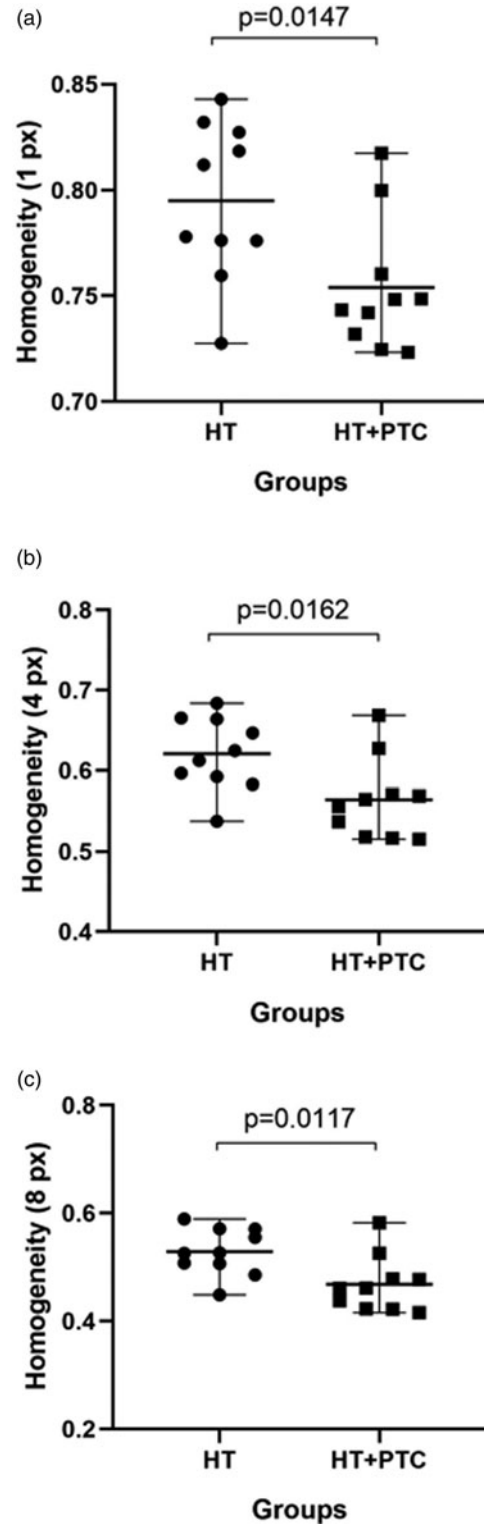 (a)
p=0.0147
Homogeneity (1 px)
0.85
0.80
0.75
0.70
HT
HT+PTC
Groups
(b)
p=0.0162
Homogeneity (4 px)
0.8
0.7
0.6
0.5
0.4
HT
HT+PTC
Groups
(c)
p=0.0117
Homogeneity (8 px)
0.8
0.6
0.4
0.2
HT
HT+PTC
Groups